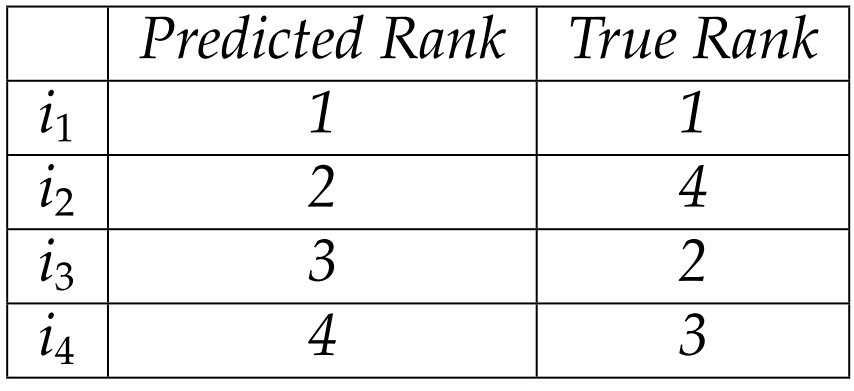 Predicted Rank True Rank
i₁ 1 1
i₂ 2 4
i₃ 3 2
i₄ 4 3